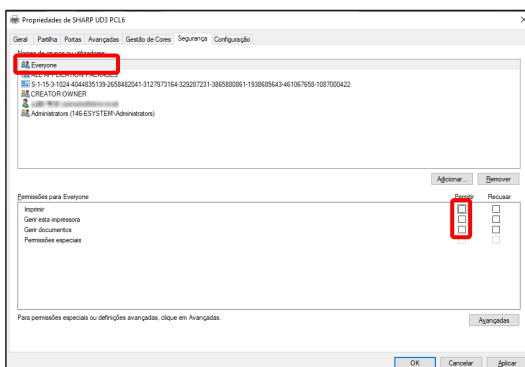 Propriedades de SHARP UD3 PCL6
Geral Partilha Portas Avançadas Gestão de Cores Segurança Configuração
Nomes de grupos ou utilizadores:
Everyone
ALL APPLICATION PACKAGES
S-1-15-3-1024-4044835139-2658482041-3127973164-329287231-3865880861-1938685643-461067658-1087000422
CREATOR OWNER
Administrators (146-ESYSTEM\Administrators)
Adicionar... Remover
Permissões para Everyone Permitir Recusar
Imprimir
Gerir esta impressora
Gerir documentos
Permissões especiais
Para permissões especiais ou definições avançadas, clique em Avançadas.
Avançadas
OK Cancelar Aplicar